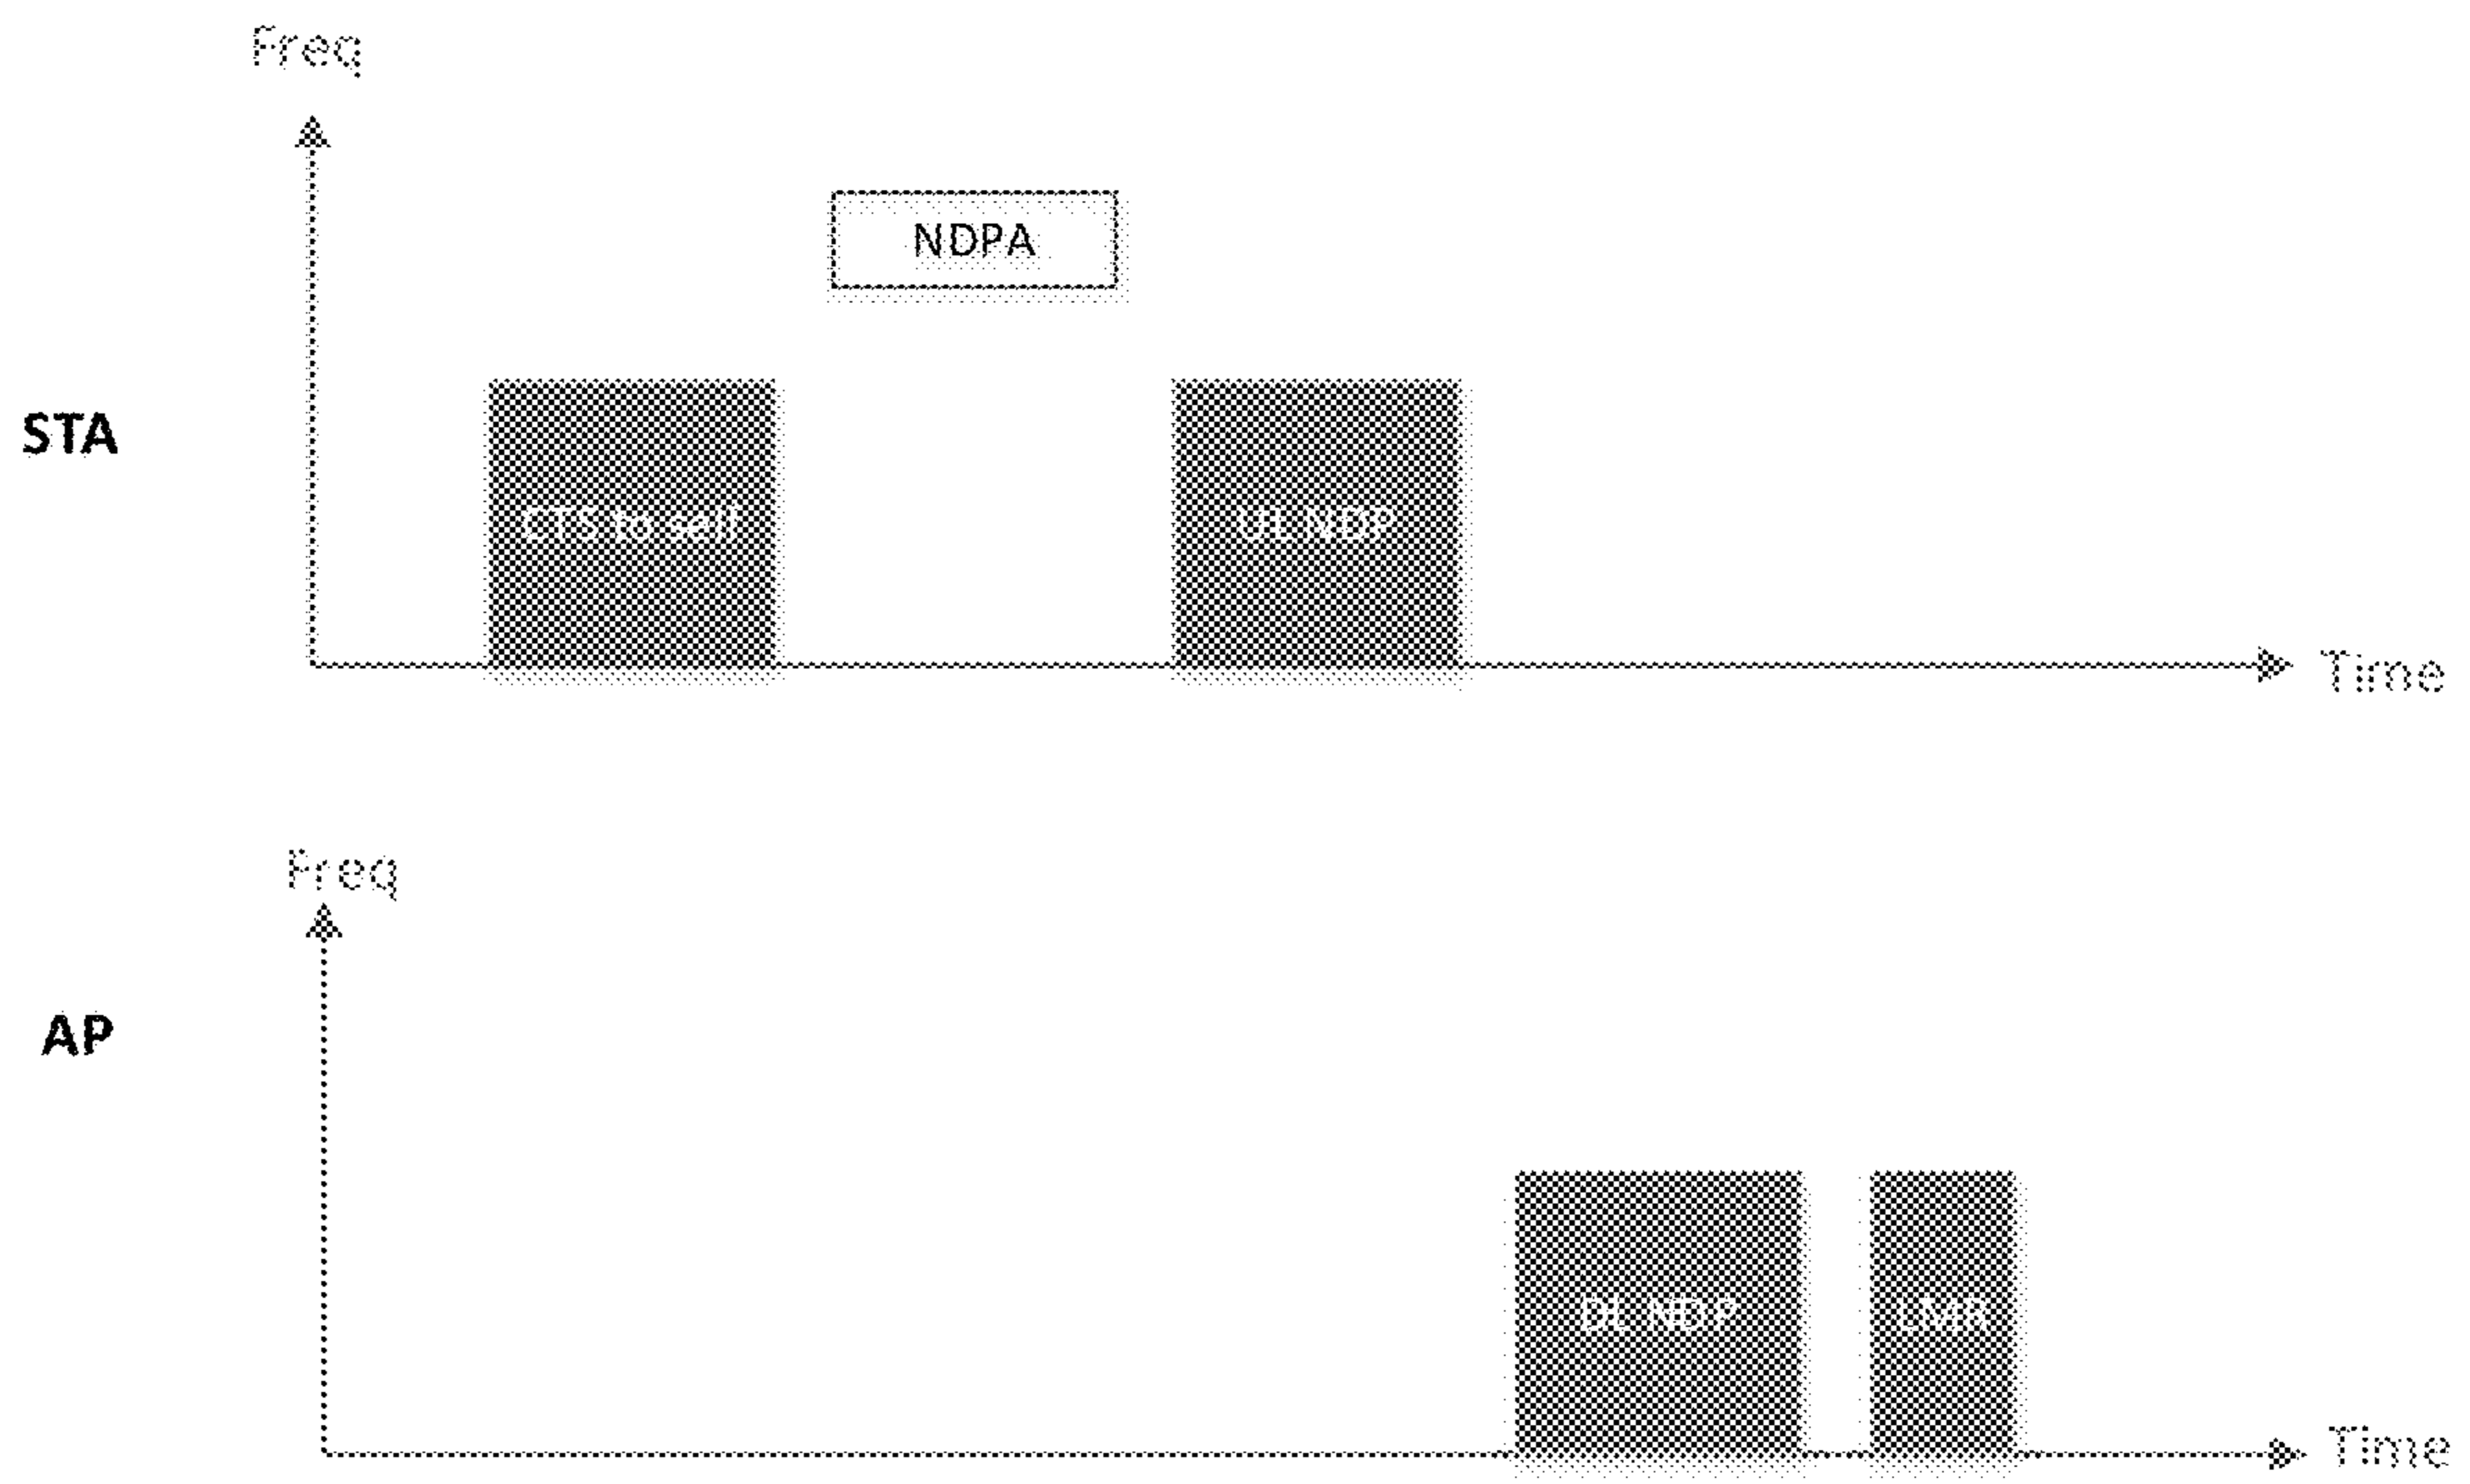 Freq
NDPA
STA
CTS to self
UL NDP
Time
Freq
AP
DL NDP
LMR
Time